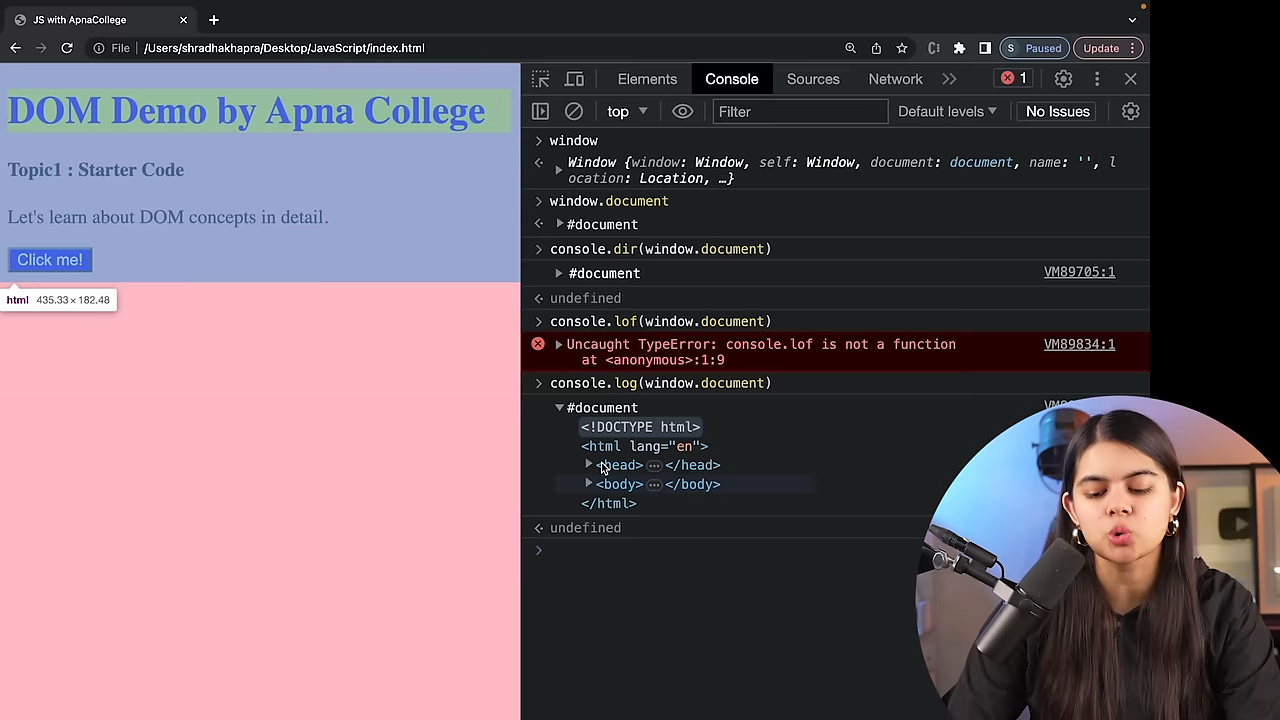 JS with ApnaCollege
File /Users/shradhakhapra/Desktop/JavaScript/index.html
S Paused
Update
DOM Demo by Apna College
Topic1 : Starter Code
Let's learn about DOM concepts in detail.
Click me!
html 435.33 × 182.48
Elements Console Sources Network 1
top Filter Default levels No Issues
window
Window {window: Window, self: Window, document: document, name: '', l
ocation: Location, …}
window.document
#document
console.dir(window.document)
#document VM89705:1
undefined
console.lof(window.document)
Uncaught TypeError: console.lof is not a function VM89834:1
at <anonymous>:1:9
console.log(window.document)
#document
<!DOCTYPE html>
<html lang="en">
<head> … </head>
<body> … </body>
</html>
undefined